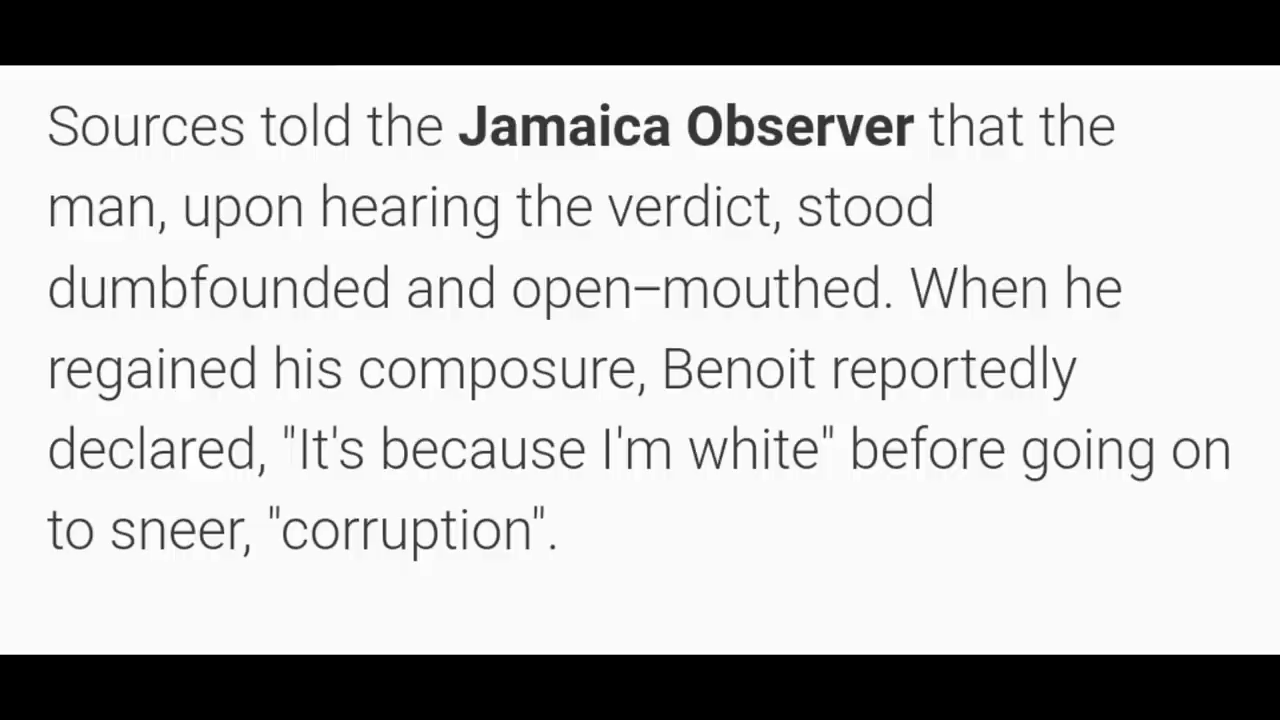 Sources told the Jamaica Observer that the
man, upon hearing the verdict, stood
dumbfounded and open–mouthed. When he
regained his composure, Benoit reportedly
declared, "It's because I'm white" before going on
to sneer, "corruption".